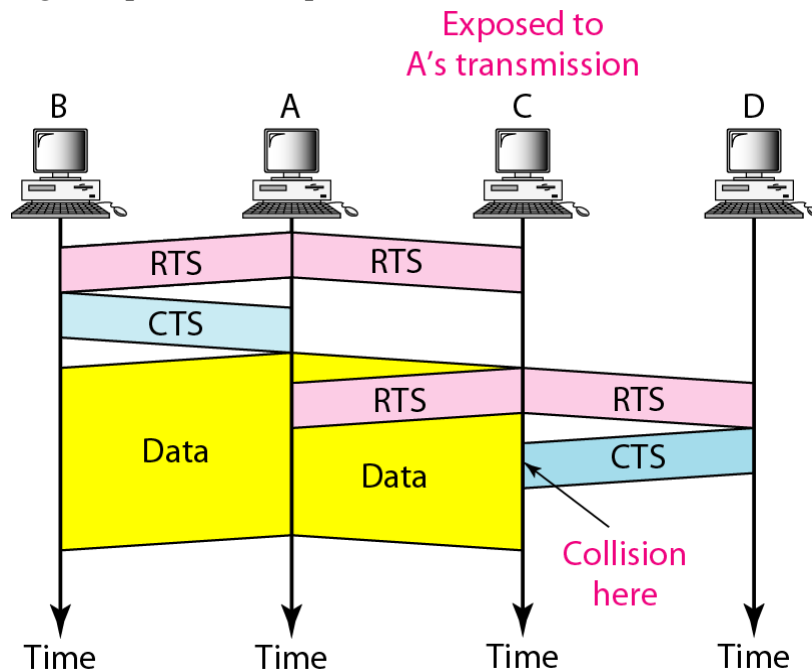 Exposed to
A's transmission
B A C D
RTS RTS
CTS
RTS RTS
Data
CTS
Data
Collision
here
Time Time Time Time